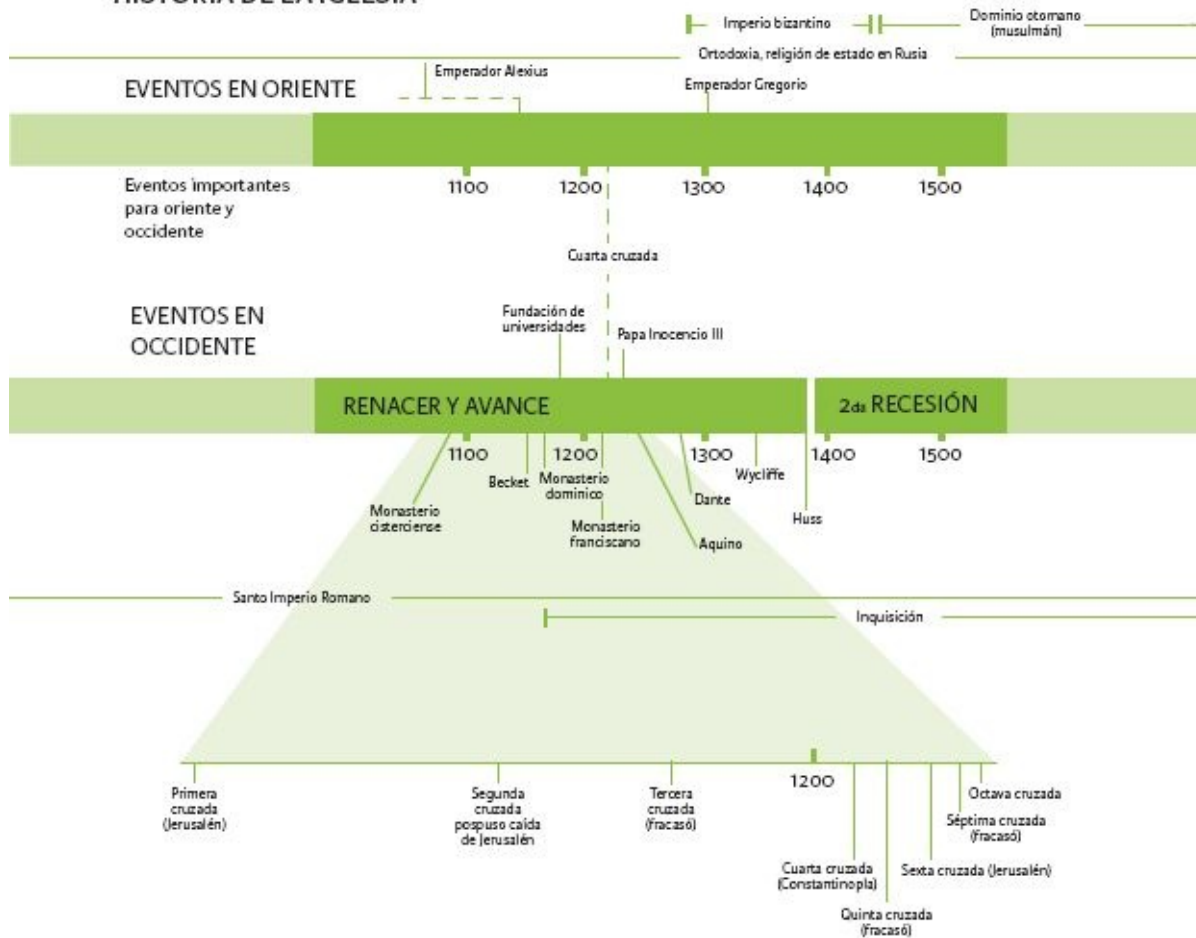 HISTORIA DE LA IGLESIA
Imperio bizantino
Dominio otomano
(musulmán)
Ortodoxia, religión de estado en Rusia
Emperador Alexius
EVENTOS EN ORIENTE
Emperador Gregorio
Eventos importantes
para oriente y
occidente
1100
1200
1300
1400
1500
Cuarta cruzada
EVENTOS EN
OCCIDENTE
Fundación de
universidades
Papa Inocencio III
RENACER Y AVANCE
2da RECESIÓN
1100
1200
1300
1400
1500
Monasterio
cisterciense
Becket
Monasterio
dominico
Monasterio
franciscano
Aquino
Dante
Wycliffe
Huss
Santo Imperio Romano
Inquisición
1200
Primera
cruzada
(Jerusalén)
Segunda
cruzada
pospuso caída
de Jerusalén
Tercera
cruzada
(fracasó)
Cuarta cruzada
(Constantinopla)
Quinta cruzada
(fracasó)
Sexta cruzada (Jerusalén)
Séptima cruzada
(fracasó)
Octava cruzada